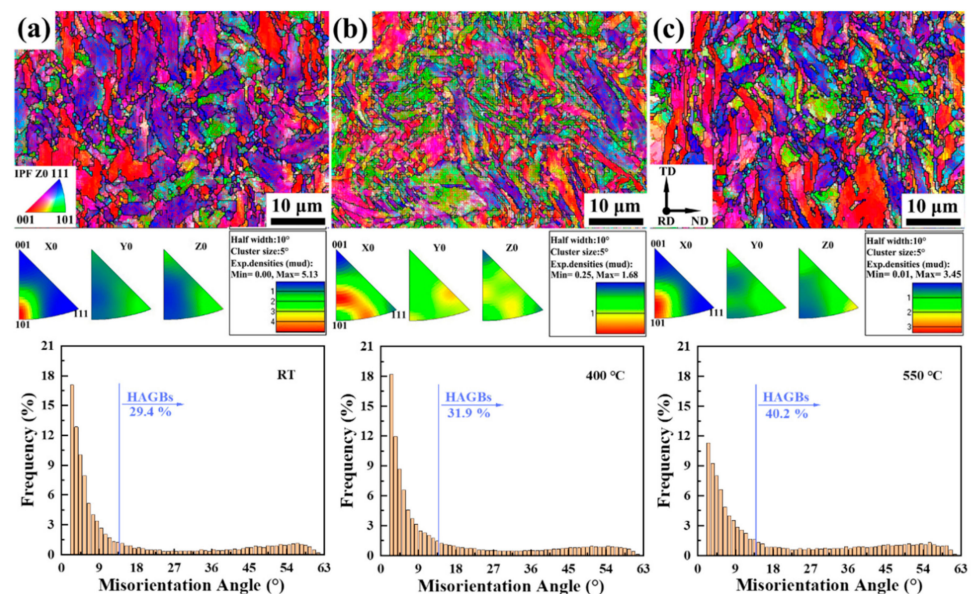 (a)
IPF Z0 111
001
101
10 μm
(b)
10 μm
(c)
TD
RD
ND
10 μm
001
X0
Y0
Z0
101
111
Half width:10°
Cluster size:5°
Exp.densities (mud):
Min= 0.00, Max= 5.13
1
2
3
4
001
X0
Y0
Z0
101
111
Half width:10°
Cluster size:5°
Exp.densities (mud):
Min= 0.25, Max= 1.68
1
001
X0
Y0
Z0
101
111
Half width:10°
Cluster size:5°
Exp.densities (mud):
Min= 0.01, Max= 3.45
1
2
3
Frequency (%)
21
18
15
12
9
6
3
0
RT
HAGBs
29.4 %
0 9 18 27 36 45 54 63
Misorientation Angle (°)
Frequency (%)
21
18
15
12
9
6
3
0
400 °C
HAGBs
31.9 %
0 9 18 27 36 45 54 63
Misorientation Angle (°)
Frequency (%)
21
18
15
12
9
6
3
0
550 °C
HAGBs
40.2 %
0 9 18 27 36 45 54 63
Misorientation Angle (°)